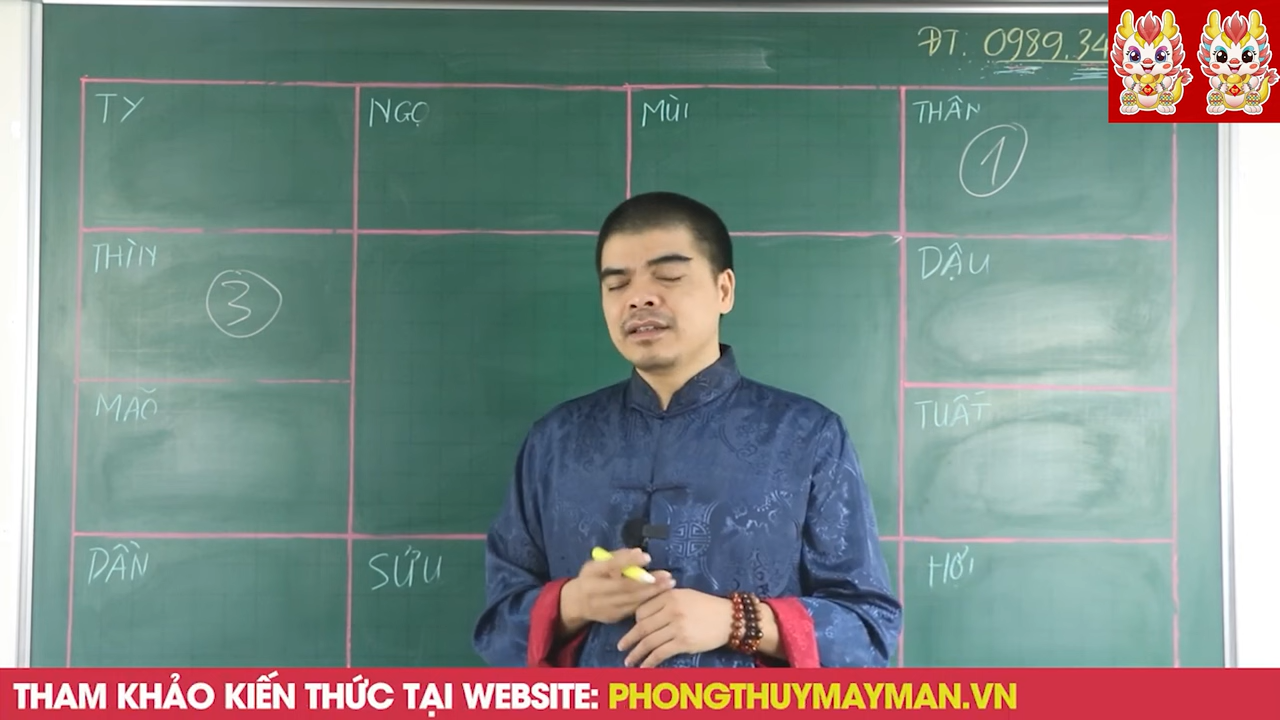 ĐT: 0989.34
TỴ NGỌ MÙI THÂN
1
THÌN DẬU
3
MÃO TUẤT
DẦN SỬU HỢI
THAM KHẢO KIẾN THỨC TẠI WEBSITE: PHONGTHUYMAYMAN.VN